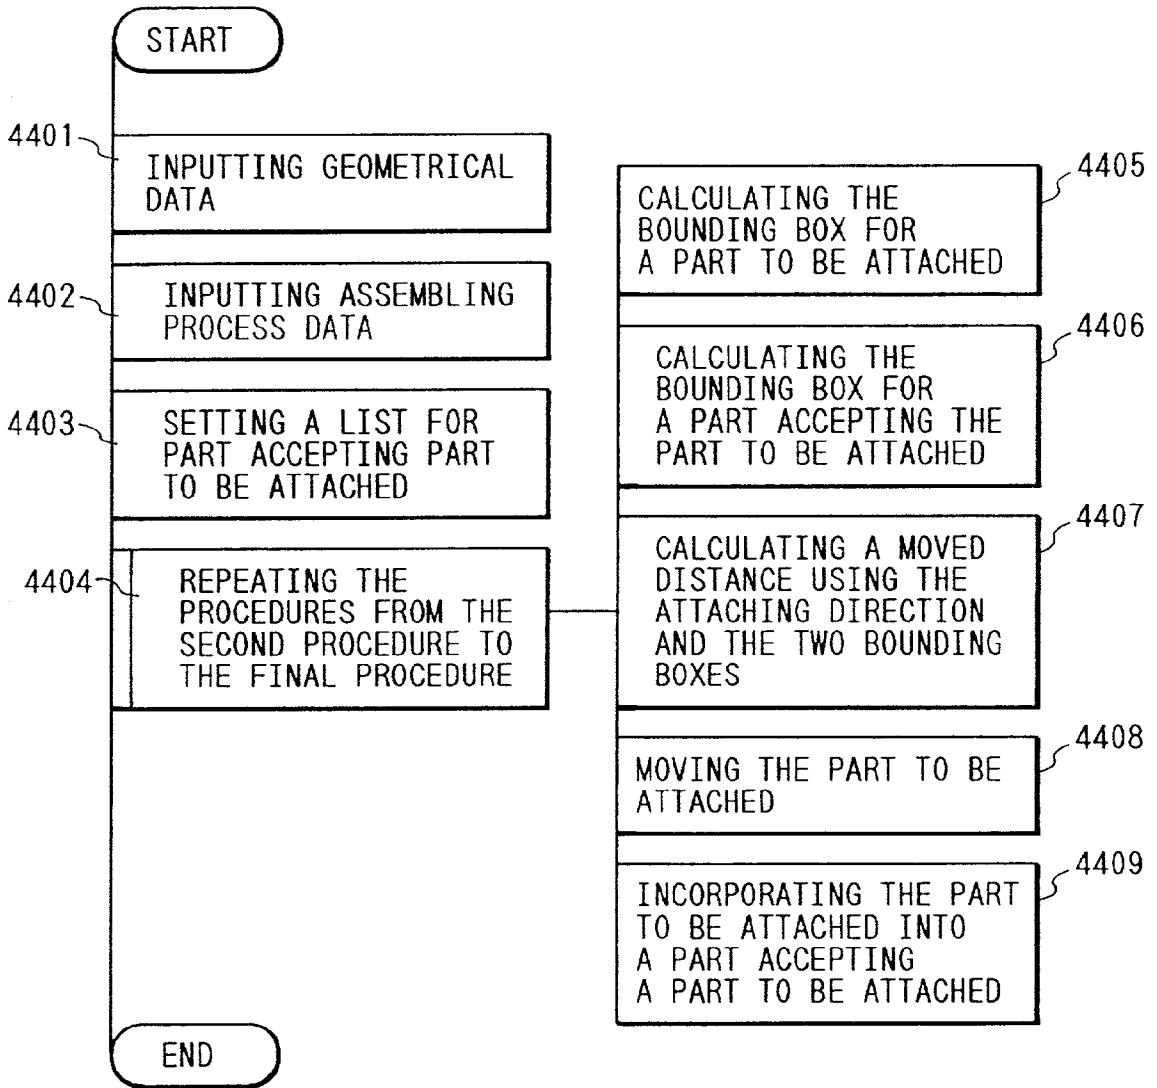 START
4401
INPUTTING GEOMETRICAL
DATA
4402
INPUTTING ASSEMBLING
PROCESS DATA
4403
SETTING A LIST FOR
PART ACCEPTING PART
TO BE ATTACHED
4404
REPEATING THE
PROCEDURES FROM THE
SECOND PROCEDURE TO
THE FINAL PROCEDURE
4405
CALCULATING THE
BOUNDING BOX FOR
A PART TO BE ATTACHED
4406
CALCULATING THE
BOUNDING BOX FOR
A PART ACCEPTING THE
PART TO BE ATTACHED
4407
CALCULATING A MOVED
DISTANCE USING THE
ATTACHING DIRECTION
AND THE TWO BOUNDING
BOXES
4408
MOVING THE PART TO BE
ATTACHED
4409
INCORPORATING THE PART
TO BE ATTACHED INTO
A PART ACCEPTING
A PART TO BE ATTACHED
END